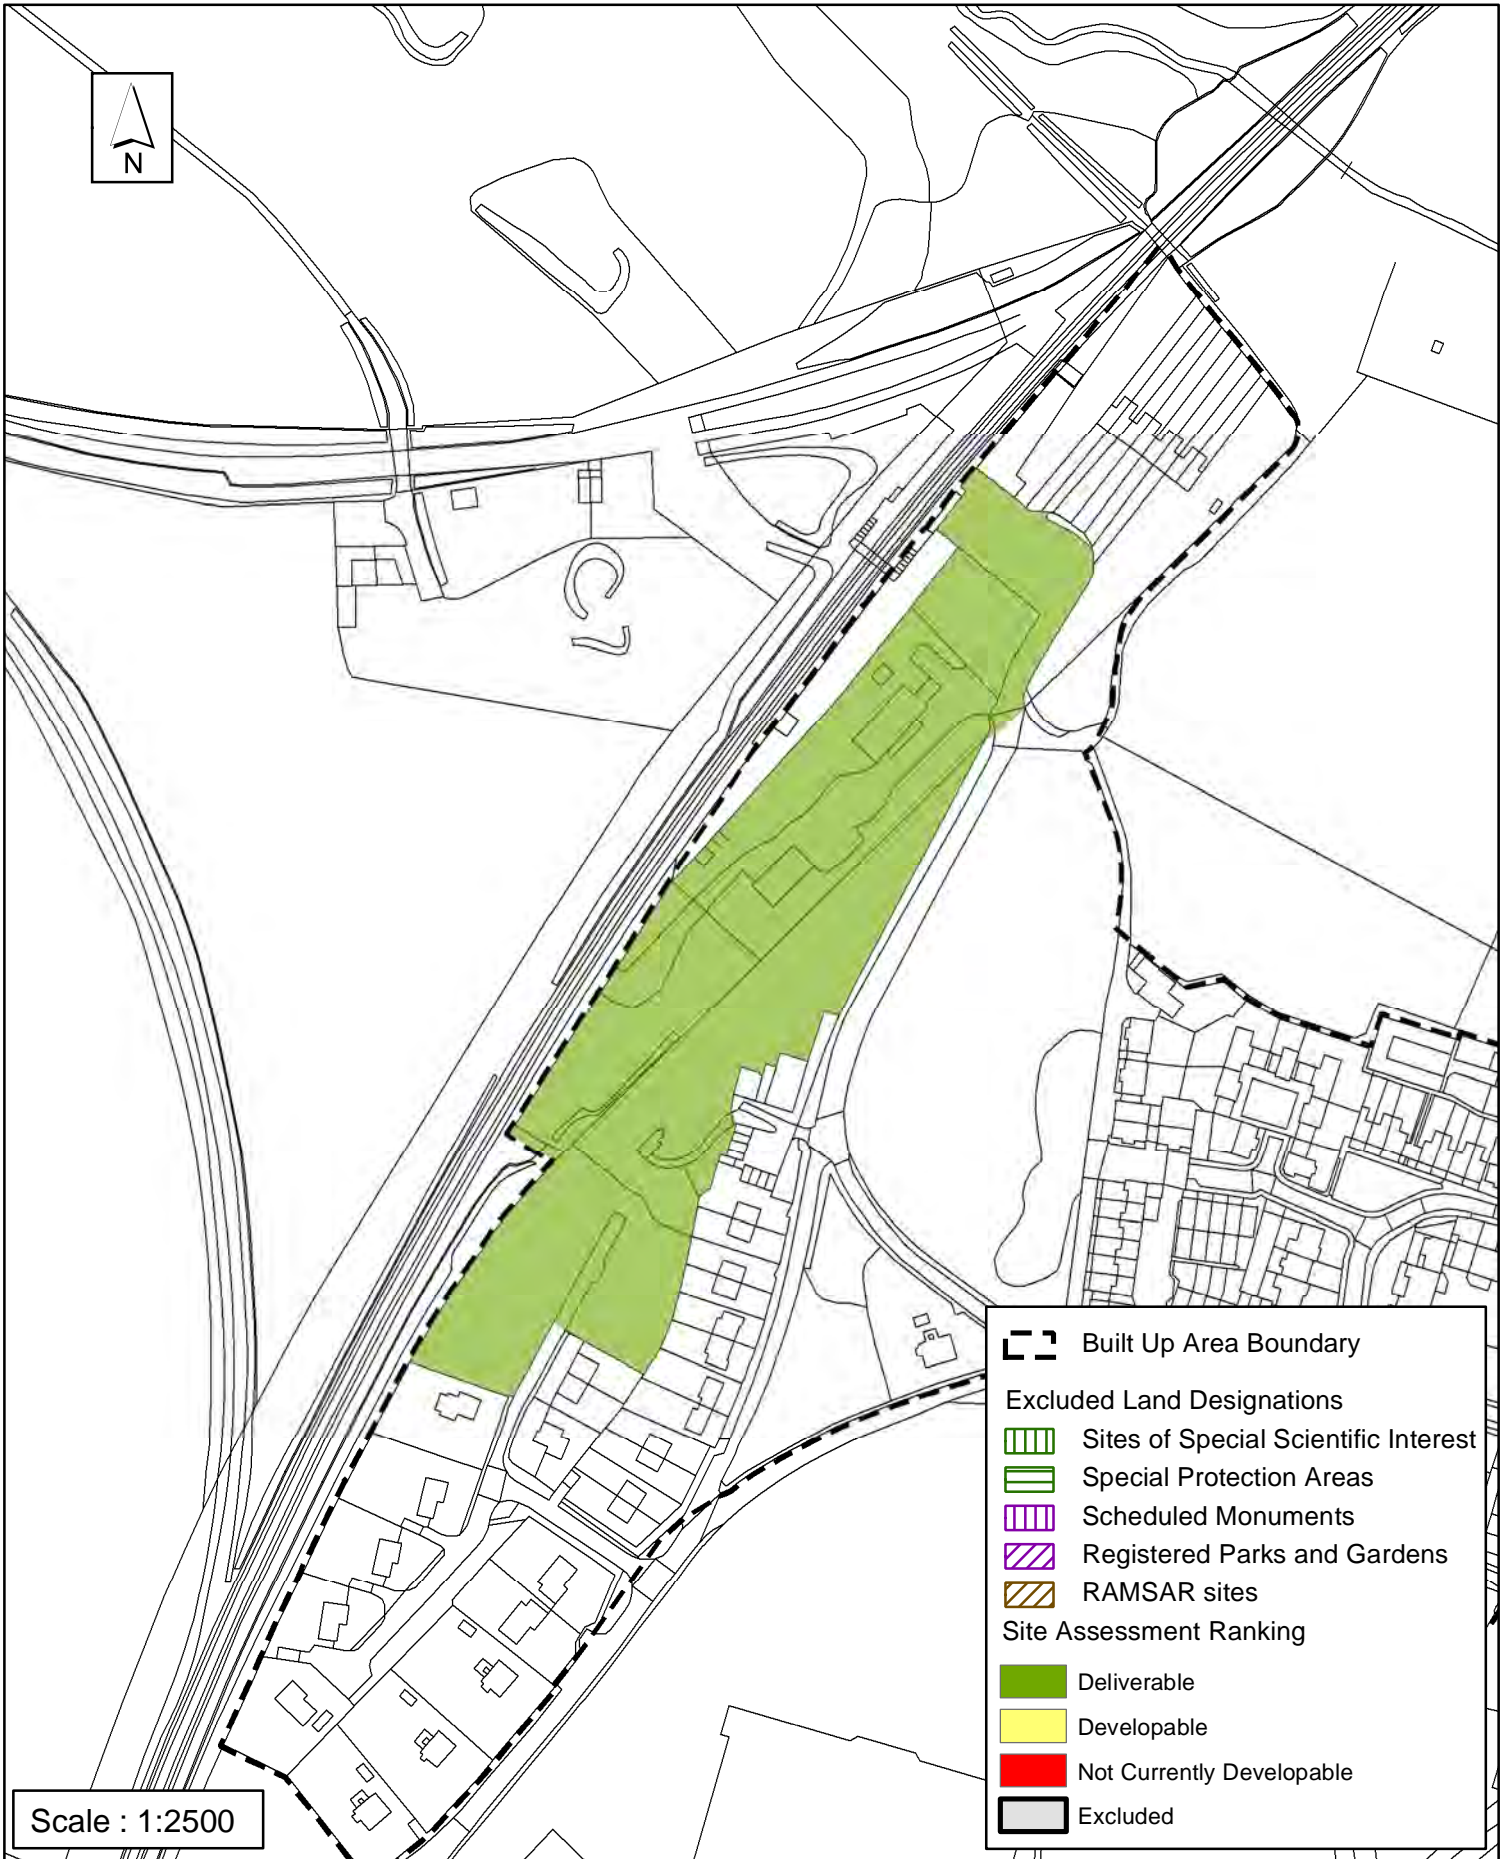 N
Built Up Area Boundary
Excluded Land Designations
Sites of Special Scientific Interest
Special Protection Areas
Scheduled Monuments
Registered Parks and Gardens
RAMSAR sites
Site Assessment Ranking
Deliverable
Developable
Not Currently Developable
Excluded
Scale : 1:2500